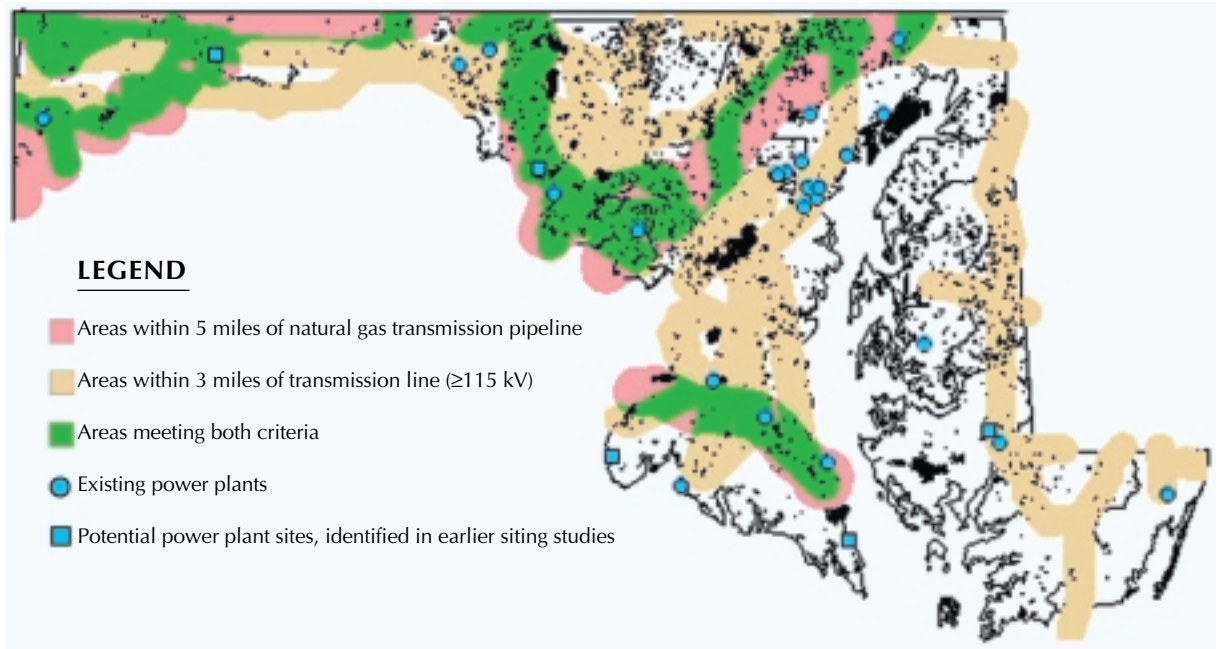 LEGEND
Areas within 5 miles of natural gas transmission pipeline
Areas within 3 miles of transmission line (≥115 kV)
Areas meeting both criteria
Existing power plants
Potential power plant sites, identified in earlier siting studies